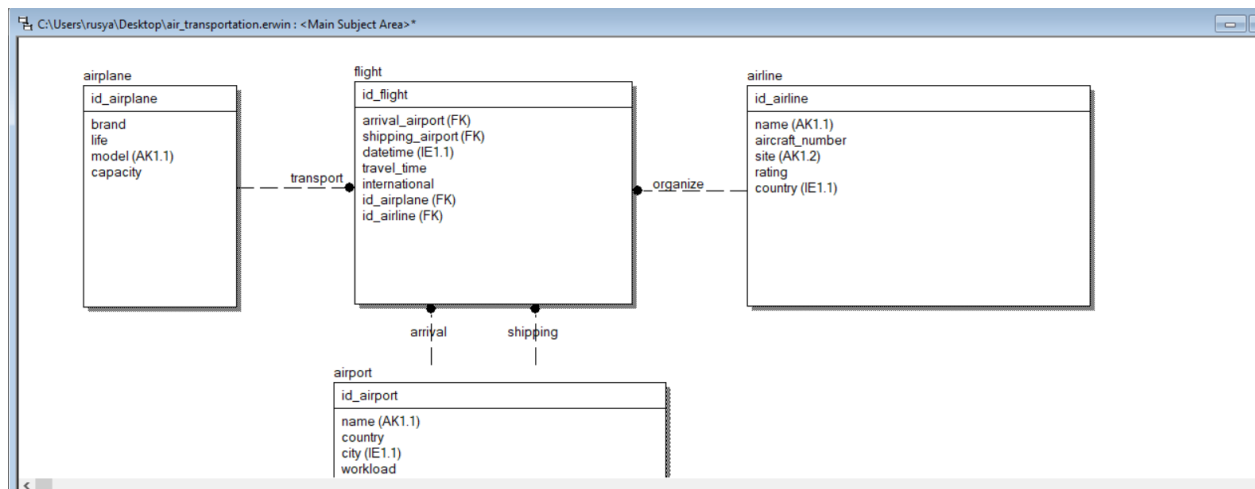 C:\Users\rusya\Desktop\air_transportation.erwin : <Main Subject Area>*
airplane
id_airplane
brand
life
model (AK1.1)
capacity
transport
flight
id_flight
arrival_airport (FK)
shipping_airport (FK)
datetime (IE1.1)
travel_time
international
id_airplane (FK)
id_airline (FK)
organize
airline
id_airline
name (AK1.1)
aircraft_number
site (AK1.2)
rating
country (IE1.1)
arrival
shipping
airport
id_airport
name (AK1.1)
country
city (IE1.1)
workload